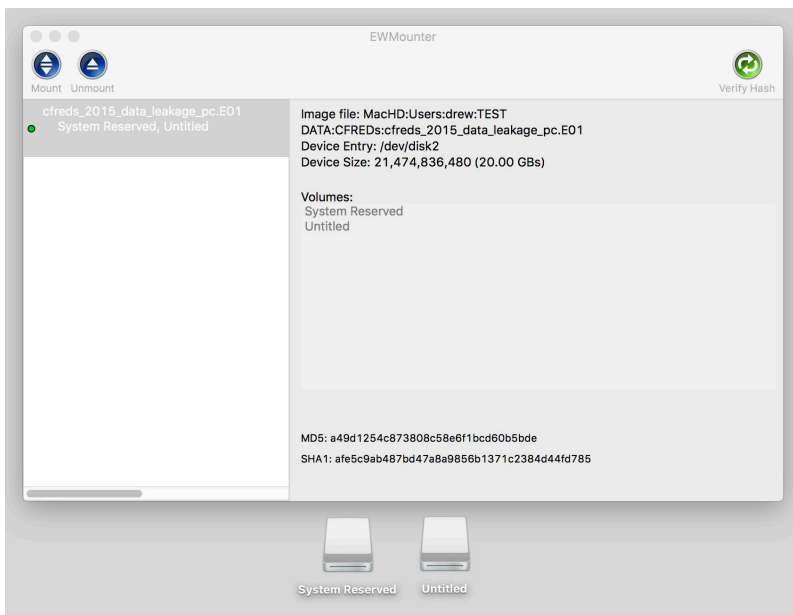 EWMounter
Mount Unmount
Verify Hash
cfreds_2015_data_leakage_pc.E01
System Reserved, Untitled
Image file: MacHD:Users:drew:TEST
DATA:CFREDs:cfreds_2015_data_leakage_pc.E01
Device Entry: /dev/disk2
Device Size: 21,474,836,480 (20.00 GBs)
Volumes:
System Reserved
Untitled
MD5: a49d1254c873808c58e6f1bcd60b5bde
SHA1: afe5c9ab487bd47a8a9856b1371c2384d44fd785
System Reserved Untitled